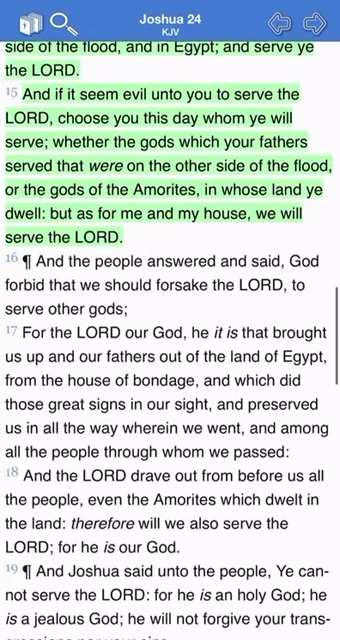 Joshua 24
KJV
side of the flood, and in Egypt; and serve ye
the LORD.
15 And if it seem evil unto you to serve the
LORD, choose you this day whom ye will
serve; whether the gods which your fathers
served that were on the other side of the flood,
or the gods of the Amorites, in whose land ye
dwell: but as for me and my house, we will
serve the LORD.
16 ¶ And the people answered and said, God
forbid that we should forsake the LORD, to
serve other gods;
17 For the LORD our God, he it is that brought
us up and our fathers out of the land of Egypt,
from the house of bondage, and which did
those great signs in our sight, and preserved
us in all the way wherein we went, and among
all the people through whom we passed:
18 And the LORD drave out from before us all
the people, even the Amorites which dwelt in
the land: therefore will we also serve the
LORD; for he is our God.
19 ¶ And Joshua said unto the people, Ye can-
not serve the LORD: for he is an holy God; he
is a jealous God; he will not forgive your trans-
gressions nor your sins